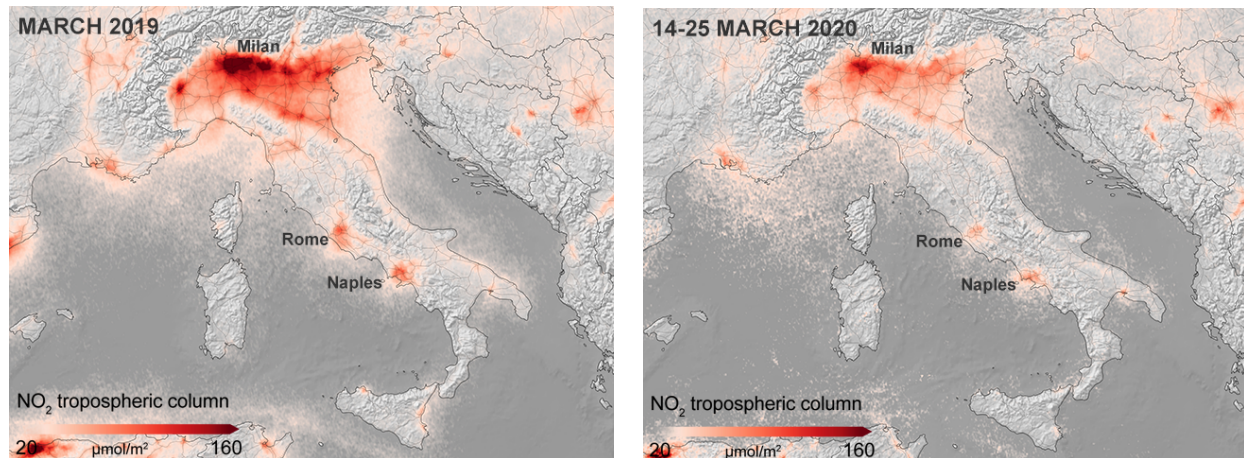 MARCH 2019
Milan
Rome
Naples
NO₂ tropospheric column
20 µmol/m² 160
14-25 MARCH 2020
Milan
Rome
Naples
NO₂ tropospheric column
20 µmol/m² 160